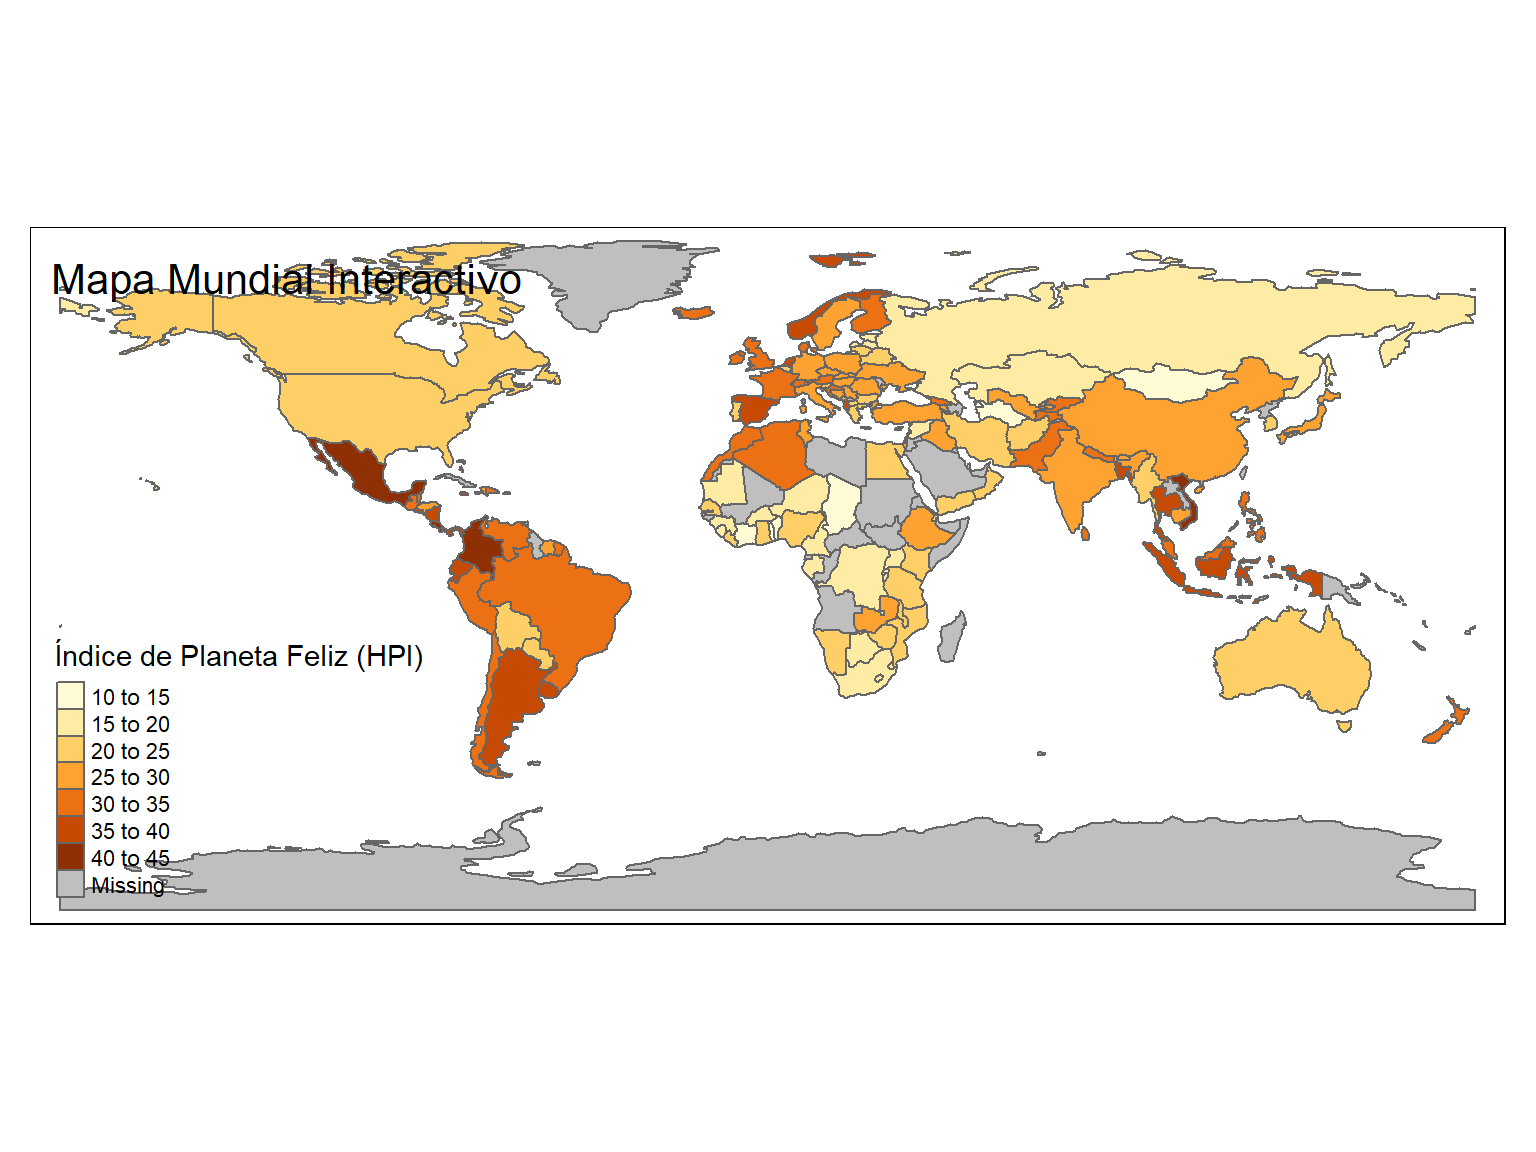 Mapa Mundial Interactivo
Índice de Planeta Feliz (HPI)
10 to 15
15 to 20
20 to 25
25 to 30
30 to 35
35 to 40
40 to 45
Missing